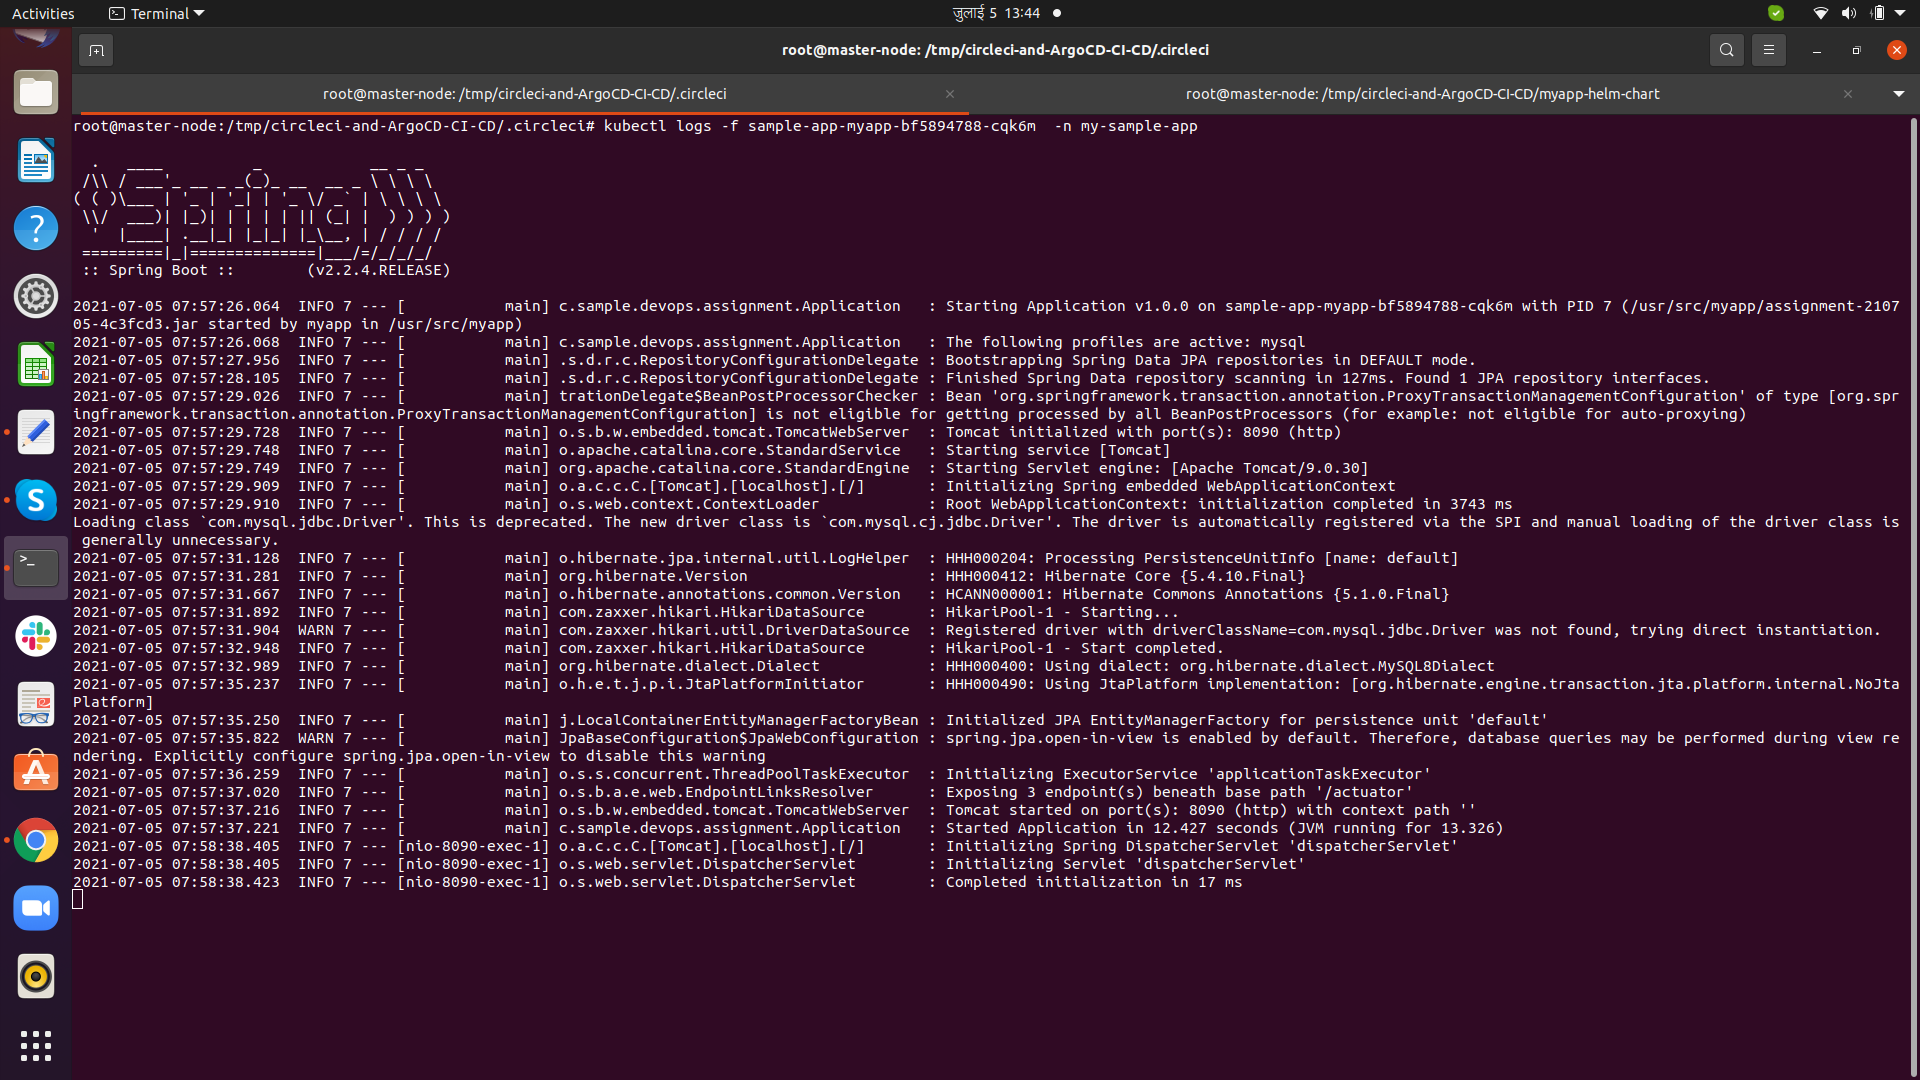 Activities Terminal जुलाई 5 13:44
root@master-node: /tmp/circleci-and-ArgoCD-CI-CD/.circleci
root@master-node: /tmp/circleci-and-ArgoCD-CI-CD/.circleci root@master-node: /tmp/circleci-and-ArgoCD-CI-CD/myapp-helm-chart
root@master-node:/tmp/circleci-and-ArgoCD-CI-CD/.circleci# kubectl logs -f sample-app-myapp-bf5894788-cqk6m  -n my-sample-app
  .   ____          _            __ _ _
 /\\ / ___'_ __ _ _(_)_ __  __ _ \ \ \ \
( ( )\___ | '_ | '_| | '_ \/ _` | \ \ \ \
 \\/  ___)| |_)| | | | | || (_| |  ) ) ) )
  '  |____| .__|_| |_|_| |_\__, | / / / /
 =========|_|==============|___/=/_/_/_/
 :: Spring Boot ::        (v2.2.4.RELEASE)
2021-07-05 07:57:26.064  INFO 7 --- [           main] c.sample.devops.assignment.Application   : Starting Application v1.0.0 on sample-app-myapp-bf5894788-cqk6m with PID 7 (/usr/src/myapp/assignment-2107
05-4c3fcd3.jar started by myapp in /usr/src/myapp)
2021-07-05 07:57:26.068  INFO 7 --- [           main] c.sample.devops.assignment.Application   : The following profiles are active: mysql
2021-07-05 07:57:27.956  INFO 7 --- [           main] .s.d.r.c.RepositoryConfigurationDelegate : Bootstrapping Spring Data JPA repositories in DEFAULT mode.
2021-07-05 07:57:28.105  INFO 7 --- [           main] .s.d.r.c.RepositoryConfigurationDelegate : Finished Spring Data repository scanning in 127ms. Found 1 JPA repository interfaces.
2021-07-05 07:57:29.026  INFO 7 --- [           main] trationDelegate$BeanPostProcessorChecker : Bean 'org.springframework.transaction.annotation.ProxyTransactionManagementConfiguration' of type [org.spr
ingframework.transaction.annotation.ProxyTransactionManagementConfiguration] is not eligible for getting processed by all BeanPostProcessors (for example: not eligible for auto-proxying)
2021-07-05 07:57:29.728  INFO 7 --- [           main] o.s.b.w.embedded.tomcat.TomcatWebServer  : Tomcat initialized with port(s): 8090 (http)
2021-07-05 07:57:29.748  INFO 7 --- [           main] o.apache.catalina.core.StandardService   : Starting service [Tomcat]
2021-07-05 07:57:29.749  INFO 7 --- [           main] org.apache.catalina.core.StandardEngine  : Starting Servlet engine: [Apache Tomcat/9.0.30]
2021-07-05 07:57:29.909  INFO 7 --- [           main] o.a.c.c.C.[Tomcat].[localhost].[/]       : Initializing Spring embedded WebApplicationContext
2021-07-05 07:57:29.910  INFO 7 --- [           main] o.s.web.context.ContextLoader            : Root WebApplicationContext: initialization completed in 3743 ms
Loading class `com.mysql.jdbc.Driver'. This is deprecated. The new driver class is `com.mysql.cj.jdbc.Driver'. The driver is automatically registered via the SPI and manual loading of the driver class is
 generally unnecessary.
2021-07-05 07:57:31.128  INFO 7 --- [           main] o.hibernate.jpa.internal.util.LogHelper  : HHH000204: Processing PersistenceUnitInfo [name: default]
2021-07-05 07:57:31.281  INFO 7 --- [           main] org.hibernate.Version                    : HHH000412: Hibernate Core {5.4.10.Final}
2021-07-05 07:57:31.667  INFO 7 --- [           main] o.hibernate.annotations.common.Version   : HCANN000001: Hibernate Commons Annotations {5.1.0.Final}
2021-07-05 07:57:31.892  INFO 7 --- [           main] com.zaxxer.hikari.HikariDataSource       : HikariPool-1 - Starting...
2021-07-05 07:57:31.904  WARN 7 --- [           main] com.zaxxer.hikari.util.DriverDataSource  : Registered driver with driverClassName=com.mysql.jdbc.Driver was not found, trying direct instantiation.
2021-07-05 07:57:32.948  INFO 7 --- [           main] com.zaxxer.hikari.HikariDataSource       : HikariPool-1 - Start completed.
2021-07-05 07:57:32.989  INFO 7 --- [           main] org.hibernate.dialect.Dialect            : HHH000400: Using dialect: org.hibernate.dialect.MySQL8Dialect
2021-07-05 07:57:35.237  INFO 7 --- [           main] o.h.e.t.j.p.i.JtaPlatformInitiator       : HHH000490: Using JtaPlatform implementation: [org.hibernate.engine.transaction.jta.platform.internal.NoJta
Platform]
2021-07-05 07:57:35.250  INFO 7 --- [           main] j.LocalContainerEntityManagerFactoryBean : Initialized JPA EntityManagerFactory for persistence unit 'default'
2021-07-05 07:57:35.822  WARN 7 --- [           main] JpaBaseConfiguration$JpaWebConfiguration : spring.jpa.open-in-view is enabled by default. Therefore, database queries may be performed during view re
ndering. Explicitly configure spring.jpa.open-in-view to disable this warning
2021-07-05 07:57:36.259  INFO 7 --- [           main] o.s.s.concurrent.ThreadPoolTaskExecutor  : Initializing ExecutorService 'applicationTaskExecutor'
2021-07-05 07:57:37.020  INFO 7 --- [           main] o.s.b.a.e.web.EndpointLinksResolver      : Exposing 3 endpoint(s) beneath base path '/actuator'
2021-07-05 07:57:37.216  INFO 7 --- [           main] o.s.b.w.embedded.tomcat.TomcatWebServer  : Tomcat started on port(s): 8090 (http) with context path ''
2021-07-05 07:57:37.221  INFO 7 --- [           main] c.sample.devops.assignment.Application   : Started Application in 12.427 seconds (JVM running for 13.326)
2021-07-05 07:58:38.405  INFO 7 --- [nio-8090-exec-1] o.a.c.c.C.[Tomcat].[localhost].[/]       : Initializing Spring DispatcherServlet 'dispatcherServlet'
2021-07-05 07:58:38.405  INFO 7 --- [nio-8090-exec-1] o.s.web.servlet.DispatcherServlet        : Initializing Servlet 'dispatcherServlet'
2021-07-05 07:58:38.423  INFO 7 --- [nio-8090-exec-1] o.s.web.servlet.DispatcherServlet        : Completed initialization in 17 ms